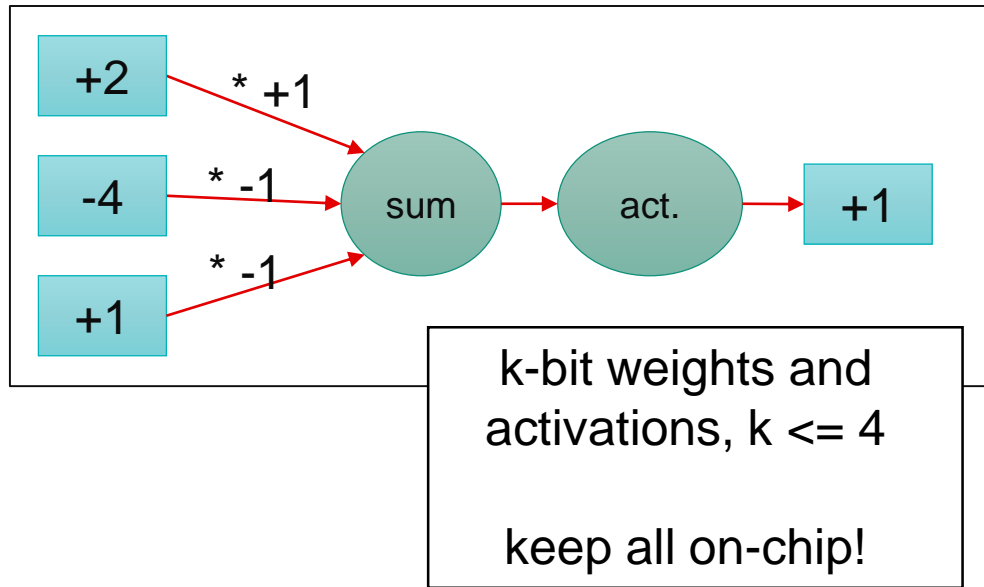 +2
* +1
-4
* -1
sum
act.
+1
* -1
+1
k-bit weights and
activations, k <= 4
keep all on-chip!